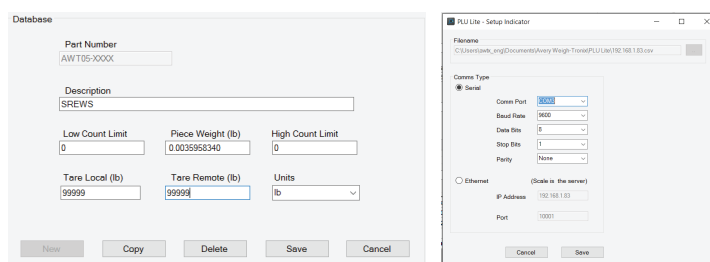 Database
Part Number
AWT05-XXXX
Description
SREWS
Low Count Limit Piece Weight (lb) High Count Limit
0 0.0035958340 0
Tare Local (lb) Tare Remote (lb) Units
99999 99999 lb
New Copy Delete Save Cancel
PLU Lite - Setup Indicator
Filename
C:\Users\awtx_eng\Documents\Avery Weigh-Tronix\PLU Lite\192.168.1.83.csv
Comms Type
Serial
Comm Port COM3
Baud Rate 9600
Data Bits 8
Stop Bits 1
Parity None
Ethernet (Scale is the server)
IP Address 192.168.1.83
Port 10001
Cancel Save